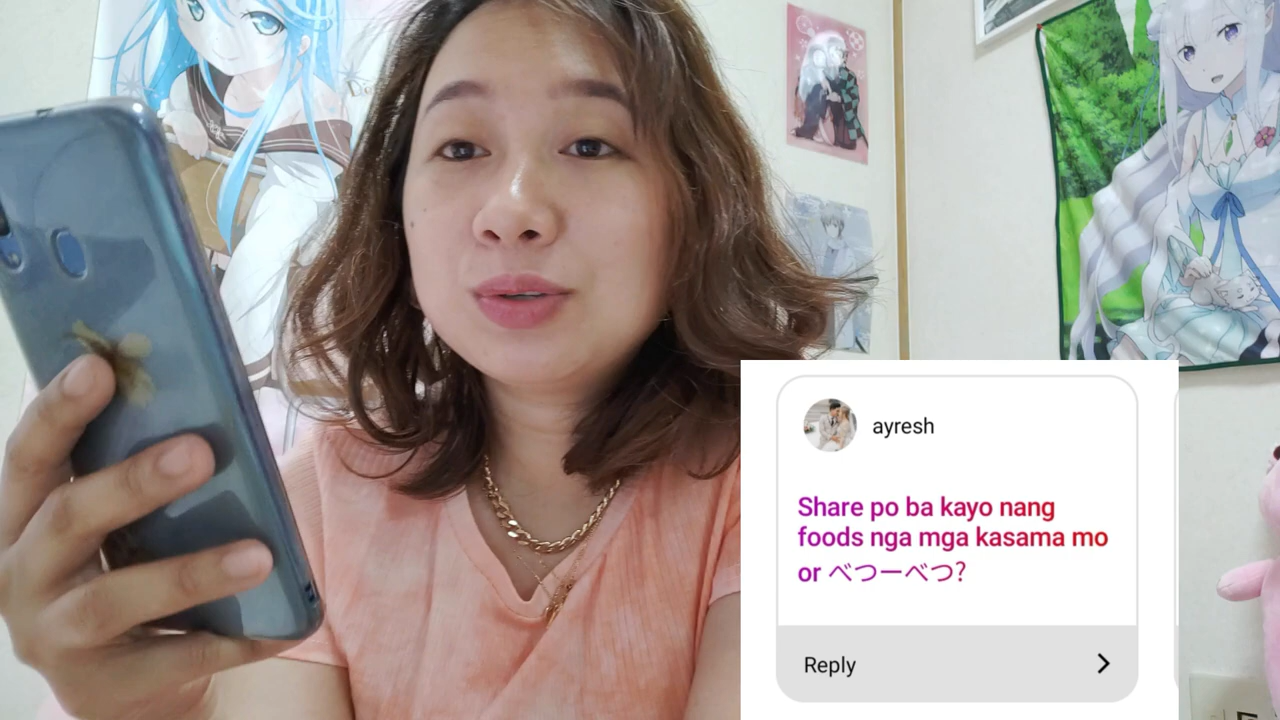 ayresh
Share po ba kayo nang
foods nga mga kasama mo
or べつーべつ?
Reply